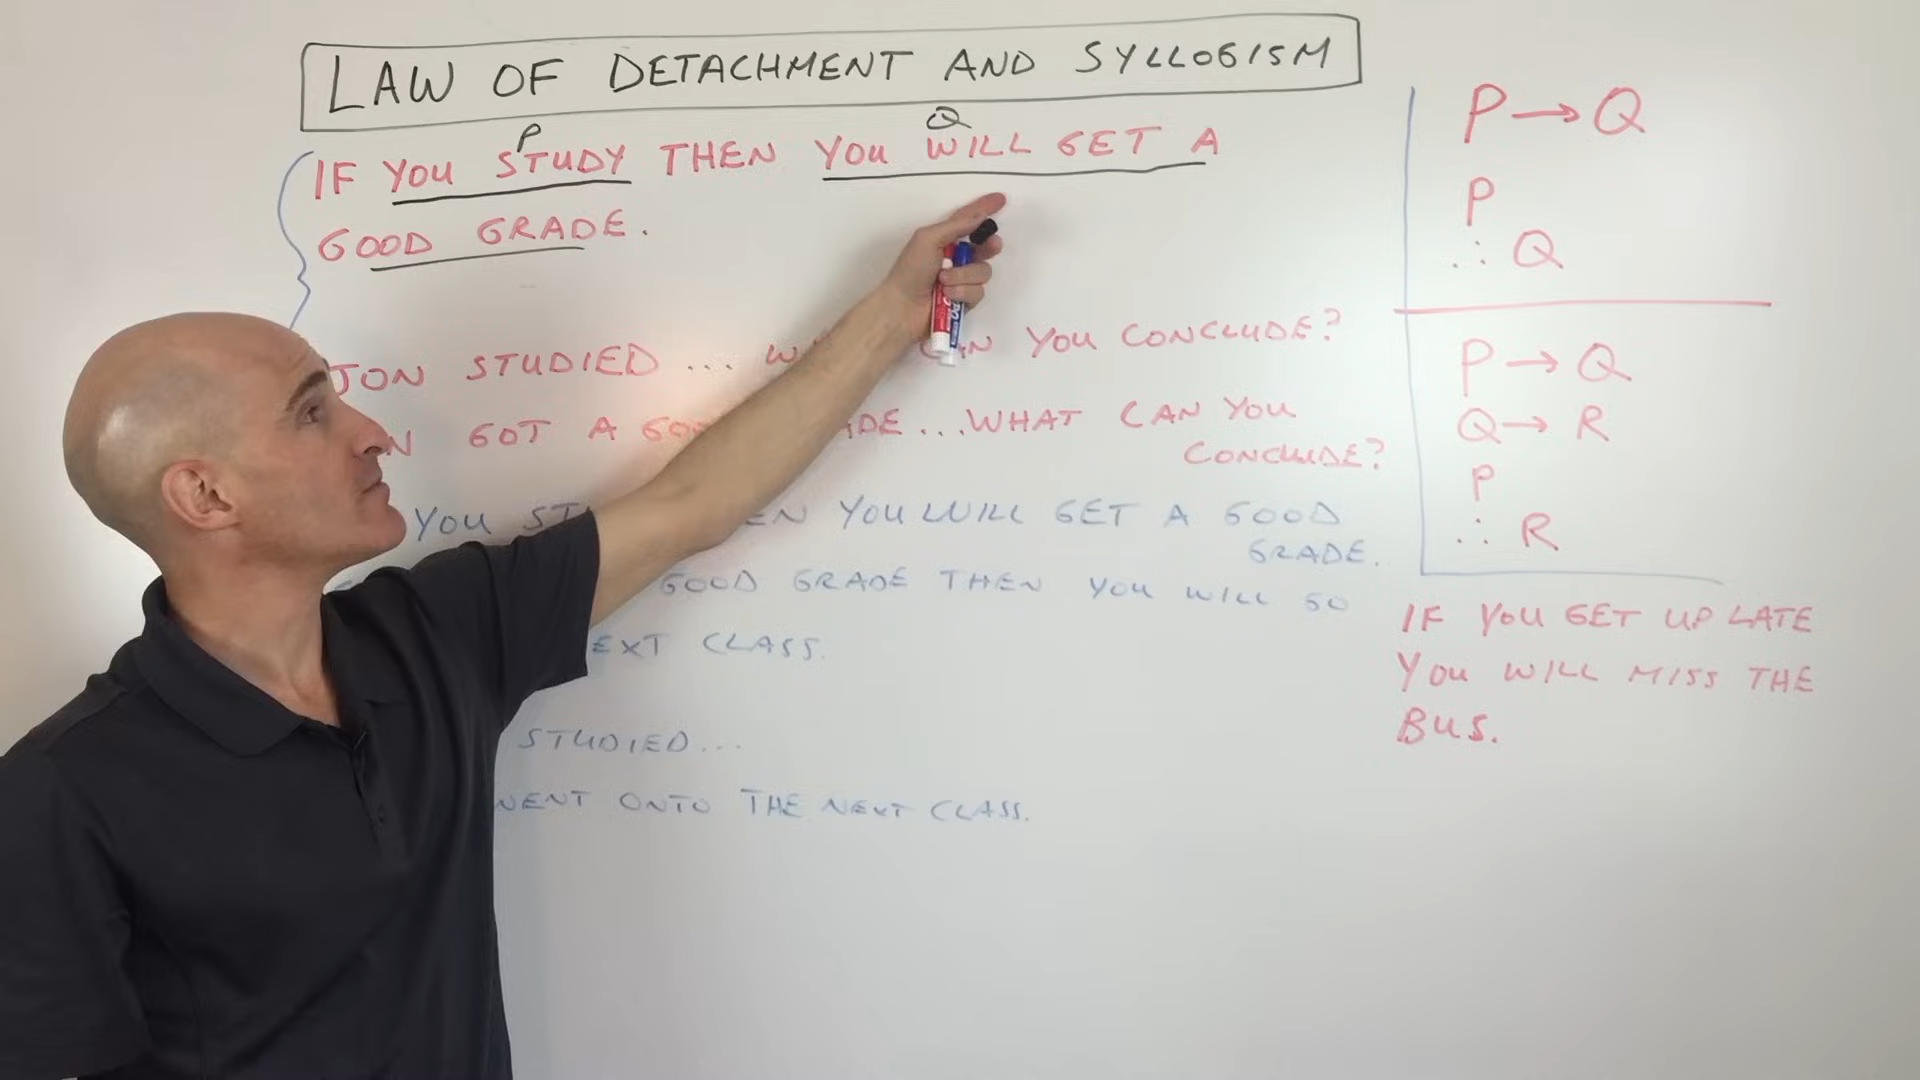 LAW OF DETACHMENT AND SYLLOGISM
P Q
IF YOU STUDY THEN YOU WILL GET A
GOOD GRADE.
JON STUDIED... CAN YOU CONCLUDE?
GOT A ...WHAT CAN YOU
CONCLUDE?
YOU YOU WILL GET A GOOD
GRADE.
GOOD GRADE THEN YOU WILL GO
CLASS.
STUDIED...
ONTO THE NEXT CLASS.
P → Q
P
∴ Q
P → Q
Q → R
P
∴ R
IF YOU GET UP LATE
YOU WILL MISS THE
BUS.